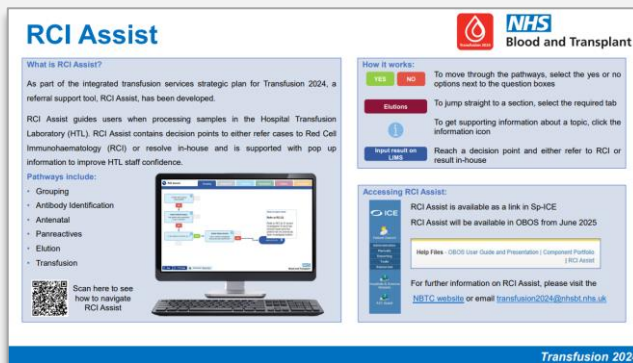 RCI Assist
Transfusion 2024
NHS
Blood and Transplant
What is RCI Assist?
As part of the integrated transfusion services strategic plan for Transfusion 2024, a
referral support tool, RCI Assist, has been developed.
RCI Assist guides users when processing samples in the Hospital Transfusion
Laboratory (HTL). RCI Assist contains decision points to either refer cases to Red Cell
Immunohaematology (RCI) or resolve in-house and is supported with pop up
information to improve HTL staff confidence.
Pathways include:
• Grouping
• Antibody Identification
• Antenatal
• Panreactives
• Elution
• Transfusion
Scan here to see
how to navigate
RCI Assist
How it works:
YES NO
To move through the pathways, select the yes or no
options next to the question boxes
Elutions
To jump straight to a section, select the required tab
To get supporting information about a topic, click the
information icon
Input result on
LIMS
Reach a decision point and either refer to RCI or
result in-house
Accessing RCI Assist:
ICE
RCI Assist is available as a link in Sp-ICE
RCI Assist will be available in OBOS from June 2025
Help Files - OBOS User Guide and Presentation | Component Portfolio
| RCI Assist
For further information on RCI Assist, please visit the
NBTC website or email transfusion2024@nhsbt.nhs.uk
Transfusion 202